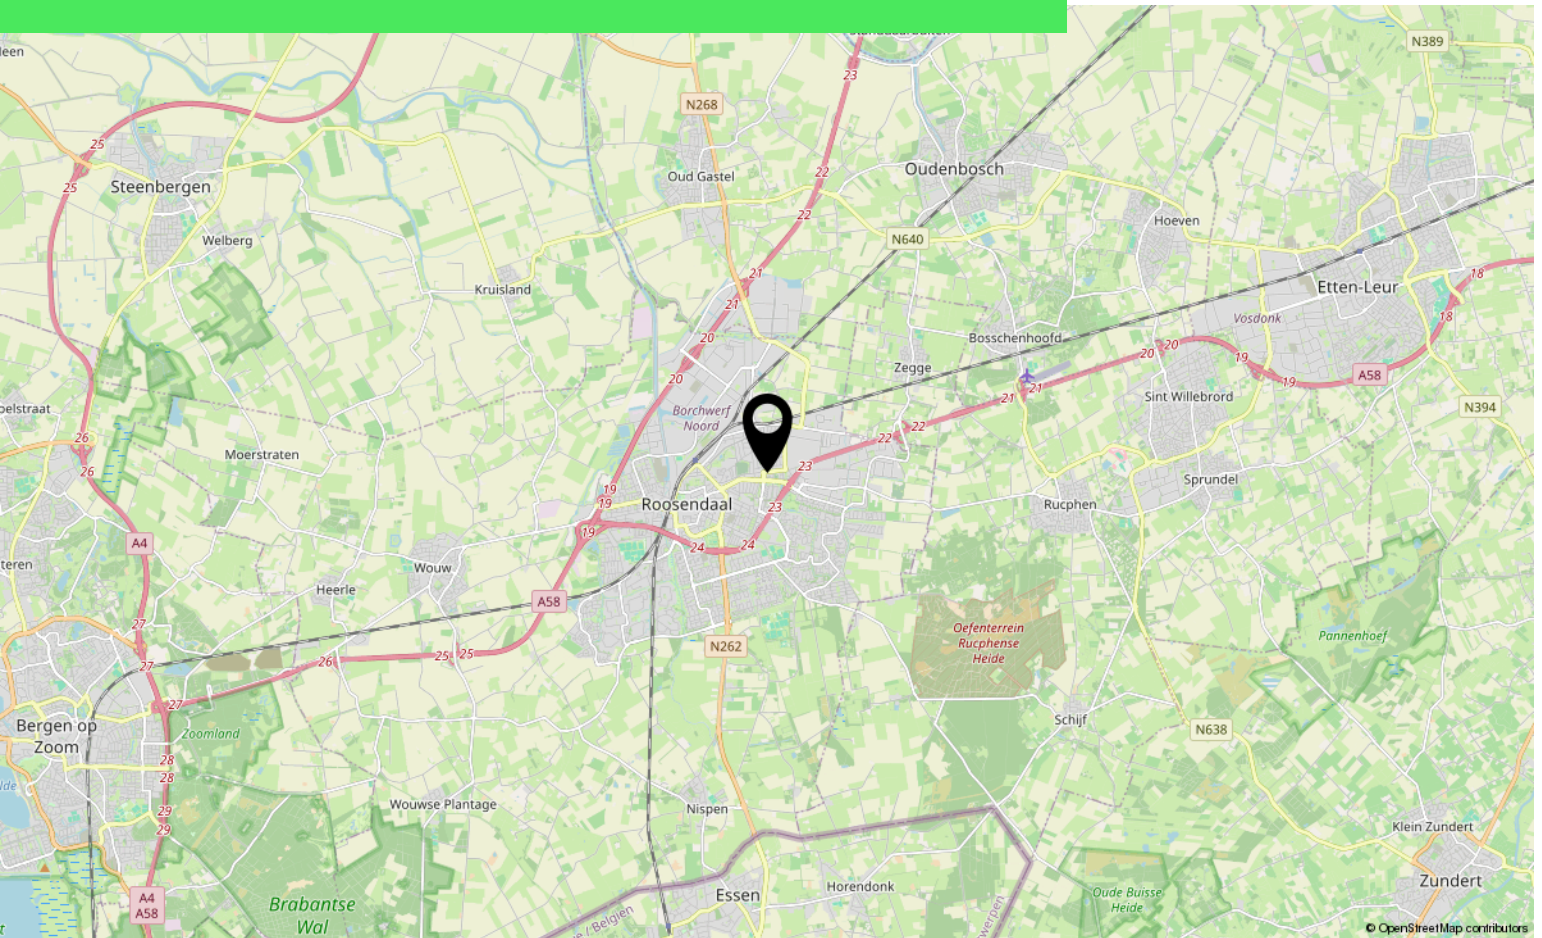 N389
23
N268
25
22
Oudenbosch
Oud Gastel
25
Steenbergen
22
Hoeven
Welberg
N640
21
18
Kruisland
Etten-Leur
21
18
Vosdonk
20
Bosschenhoofd
20
20
19
Zegge
20
A58
19
21
21
Sint Willebrord
N394
Borchwerf
Noord
22
22
26
Moerstraten
23
26
Sprundel
19
19
Roosendaal
Rucphen
23
19
A4
24
24
Wouw
Heerle
A58
27
Oefenterrein
Rucphense
Heide
Pannenhoef
N262
25
25
26
27
27
Schijf
Bergen op
Zoom
Zoomland
N638
28
28
Wouwse Plantage
Nispen
29
29
Klein Zundert
Zundert
Horendonk
Essen
Oude Buisse
Heide
A4
A58
Brabantse
Wal
/ Belgien
© OpenStreetMap contributors